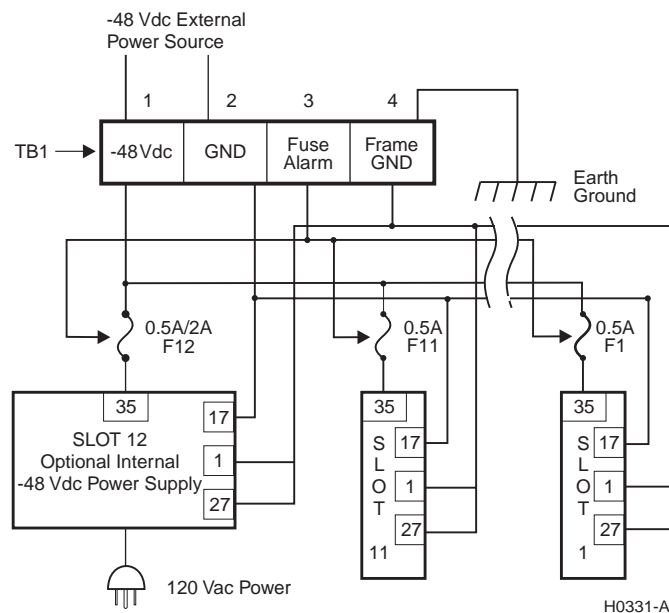 -48 Vdc External
Power Source
1 2 3 4
TB1
-48Vdc
GND
Fuse
Alarm
Frame
GND
Earth
Ground
0.5A/2A
F12
0.5A
F11
0.5A
F1
35
17
SLOT 12
Optional Internal
-48 Vdc Power Supply
1
27
35
17
S
L
O
T
1
27
11
35
17
S
L
O
T
1
27
1
120 Vac Power
H0331-A